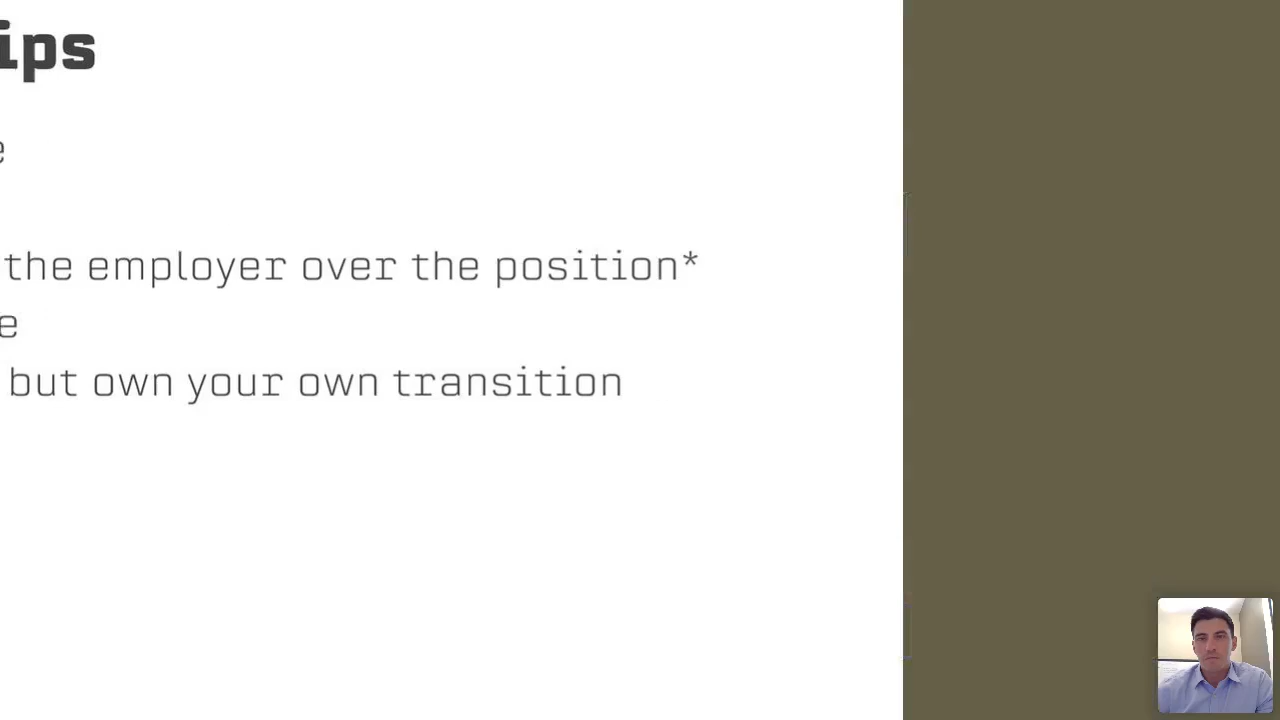 ips
e
the employer over the position*
e
but own your own transition